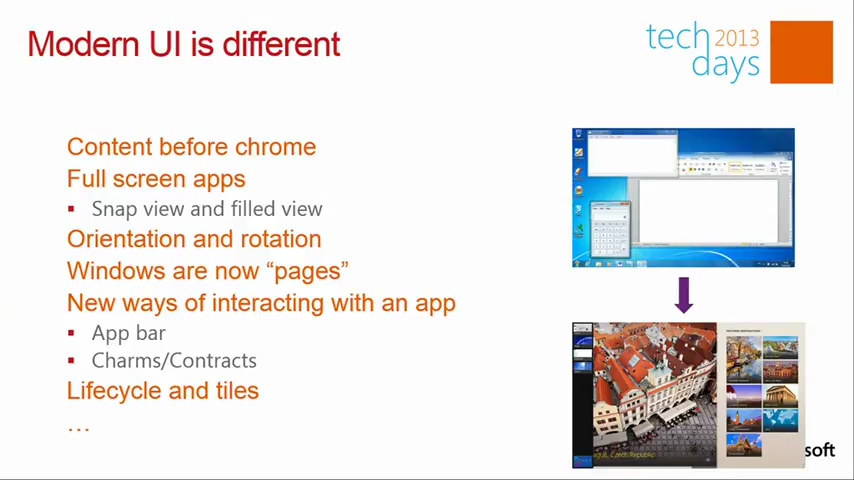 Modern UI is different
tech 2013
days
Content before chrome
Full screen apps
Snap view and filled view
Orientation and rotation
Windows are now “pages”
New ways of interacting with an app
App bar
Charms/Contracts
Lifecycle and tiles
…
Czech Republic
soft